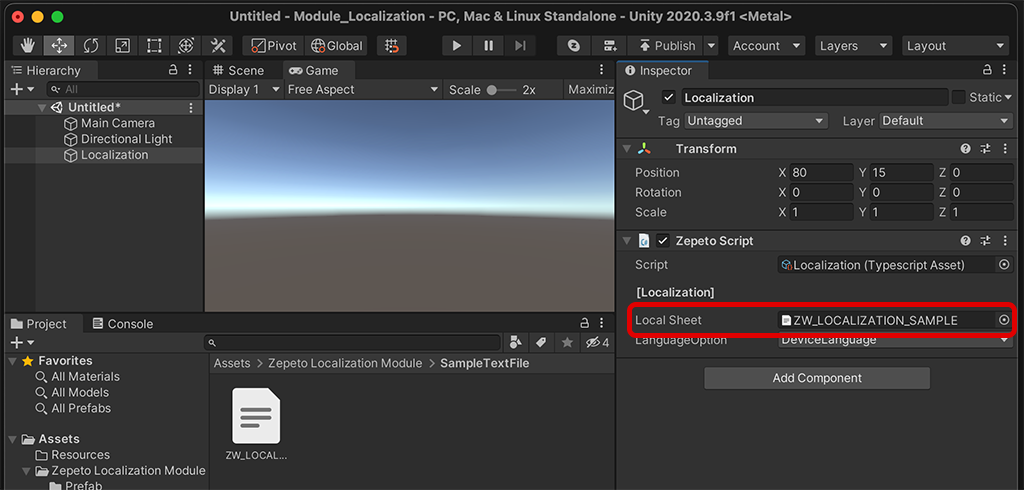 Untitled - Module_Localization - PC, Mac & Linux Standalone - Unity 2020.3.9f1 <Metal>
Pivot Global Publish Account Layers Layout
Hierarchy
All
Untitled*
Main Camera
Directional Light
Localization
Scene Game
Display 1 Free Aspect Scale 2x Maximiz
Inspector
Localization Static
Tag Untagged Layer Default
Transform
Position X 80 Y 15 Z 0
Rotation X 0 Y 0 Z 0
Scale X 1 Y 1 Z 1
Zepeto Script
Script Localization (Typescript Asset)
[Localization]
Local Sheet ZW_LOCALIZATION_SAMPLE
LanguageOption DeviceLanguage
Add Component
Project Console
4
Favorites
All Materials
All Models
All Prefabs
Assets
Resources
Zepeto Localization Module
Prefab
Assets > Zepeto Localization Module > SampleTextFile
ZW_LOCAL...